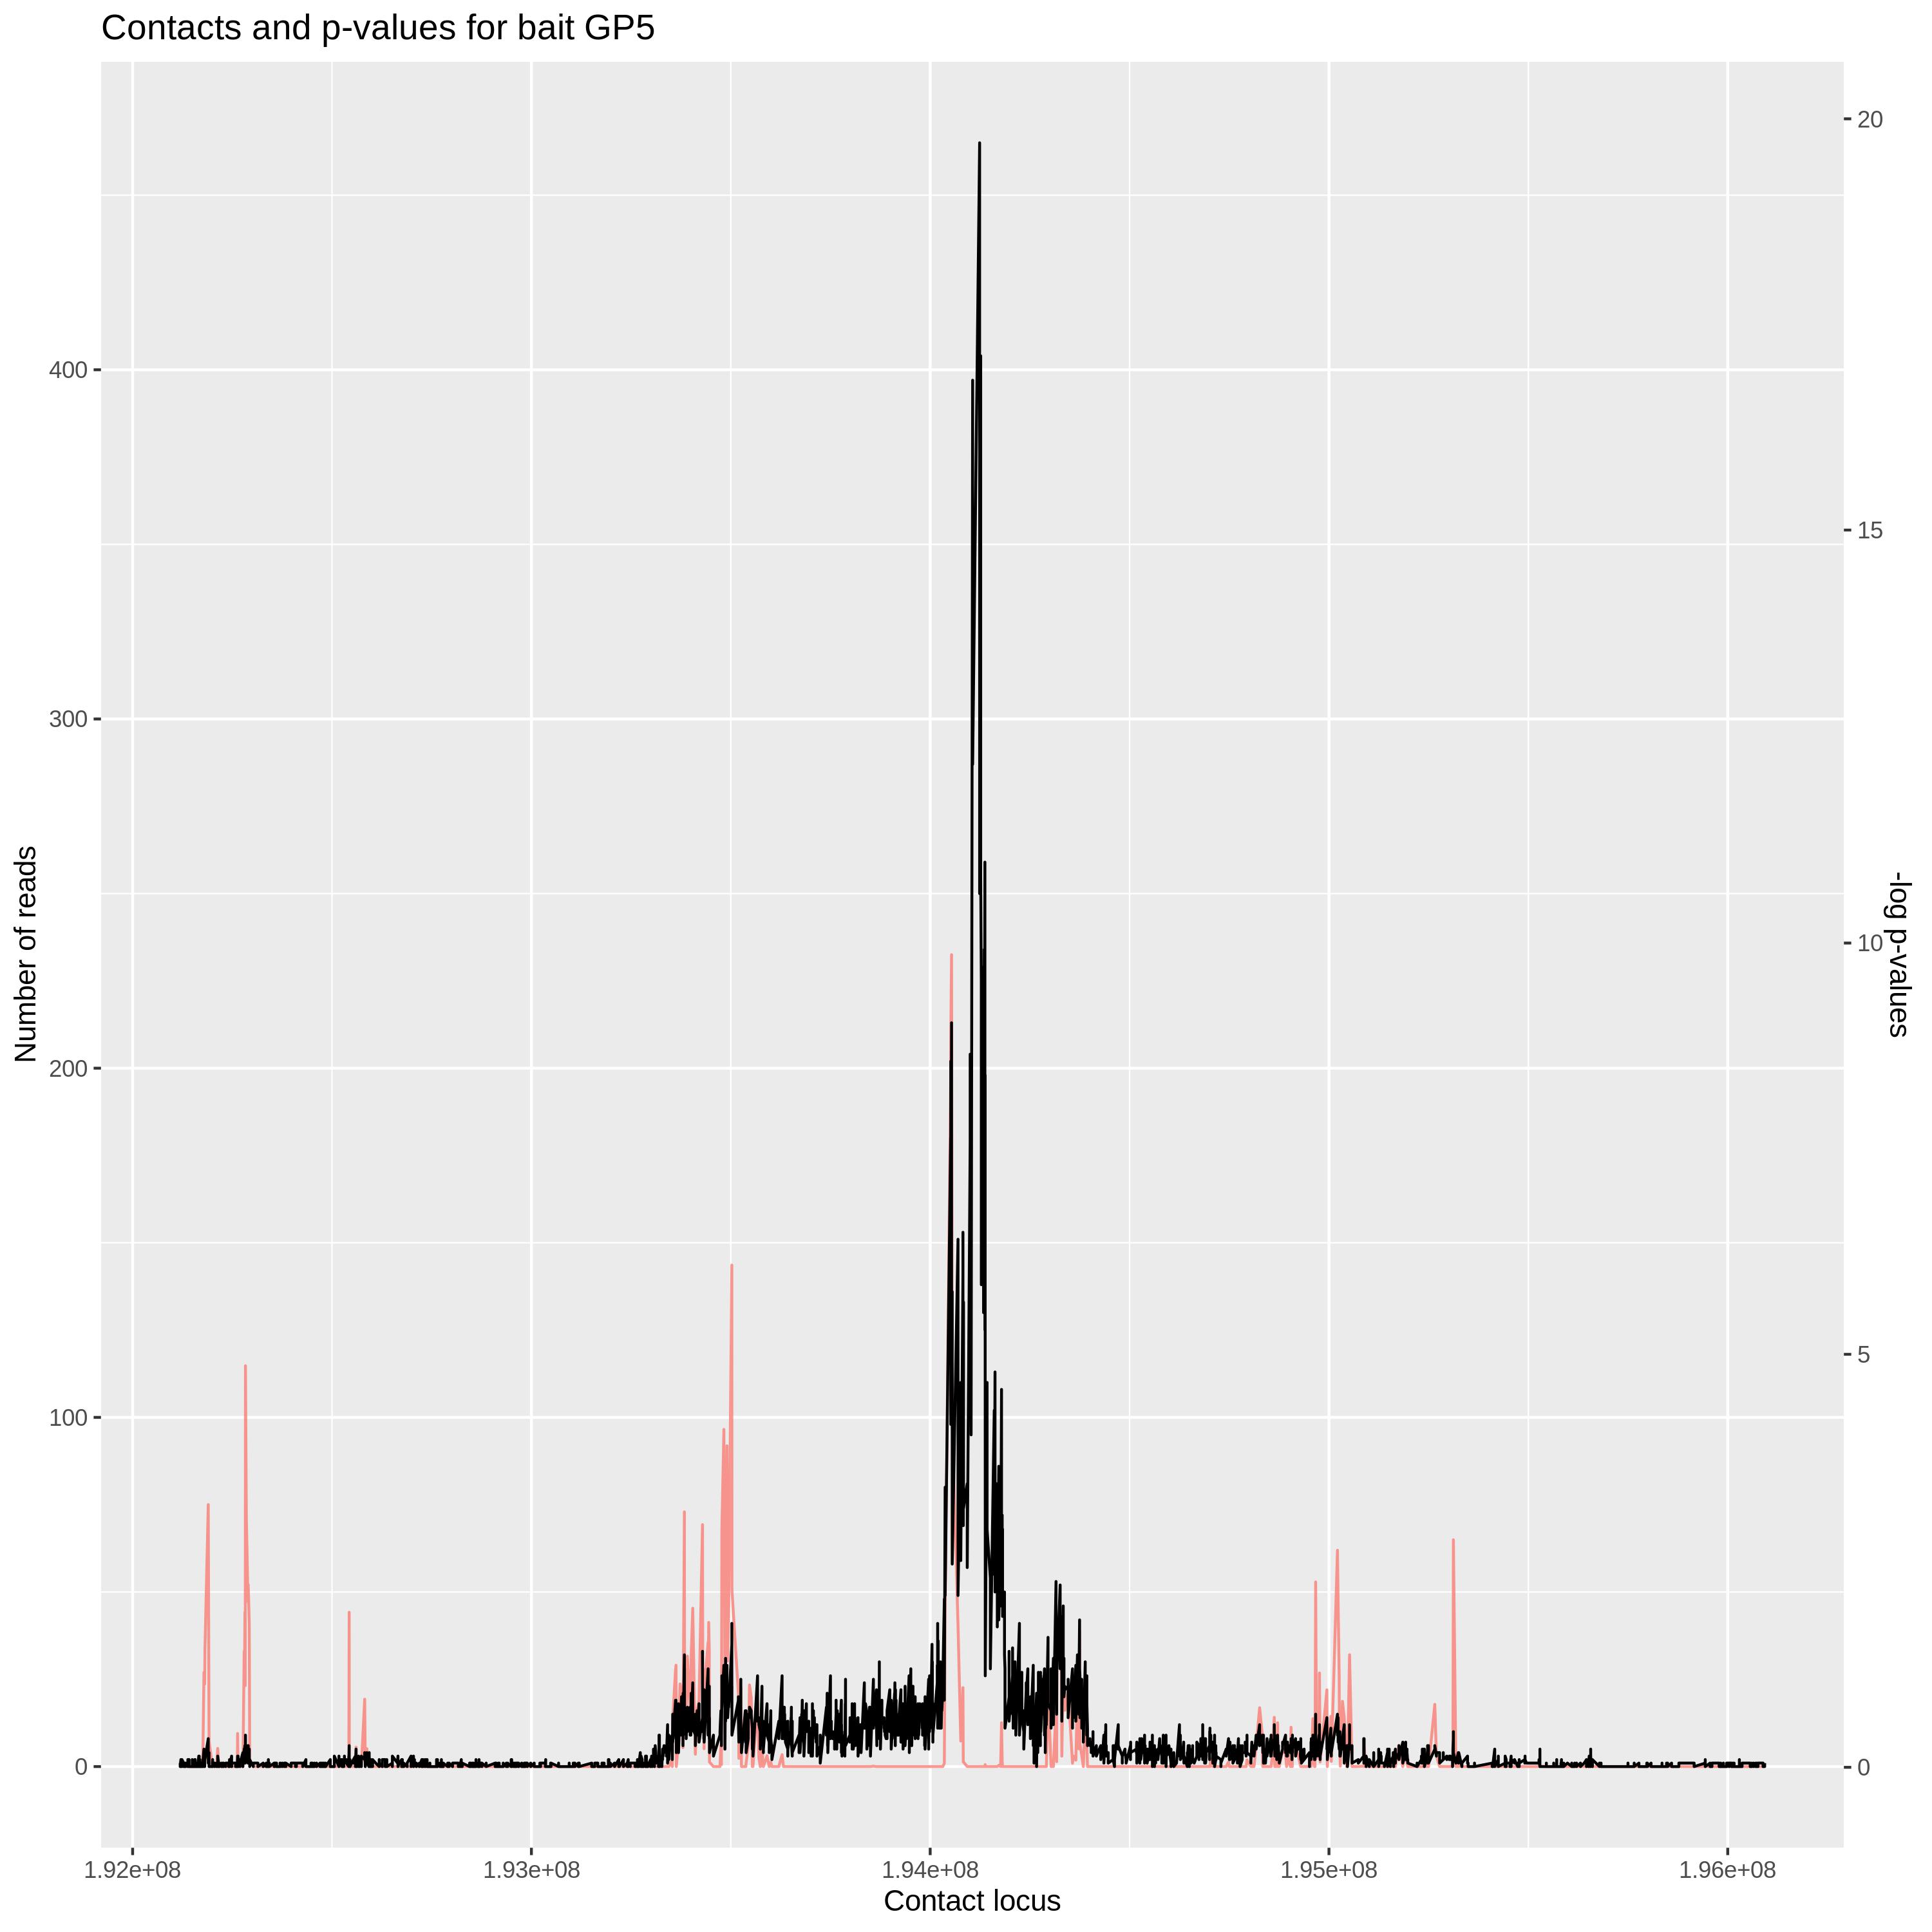 Contacts and p-values for bait GP5
Number of reads
400
300
200
100
0
20
15
10
5
0
-log p-values
1.92e+08
1.93e+08
1.94e+08
1.95e+08
1.96e+08
Contact locus